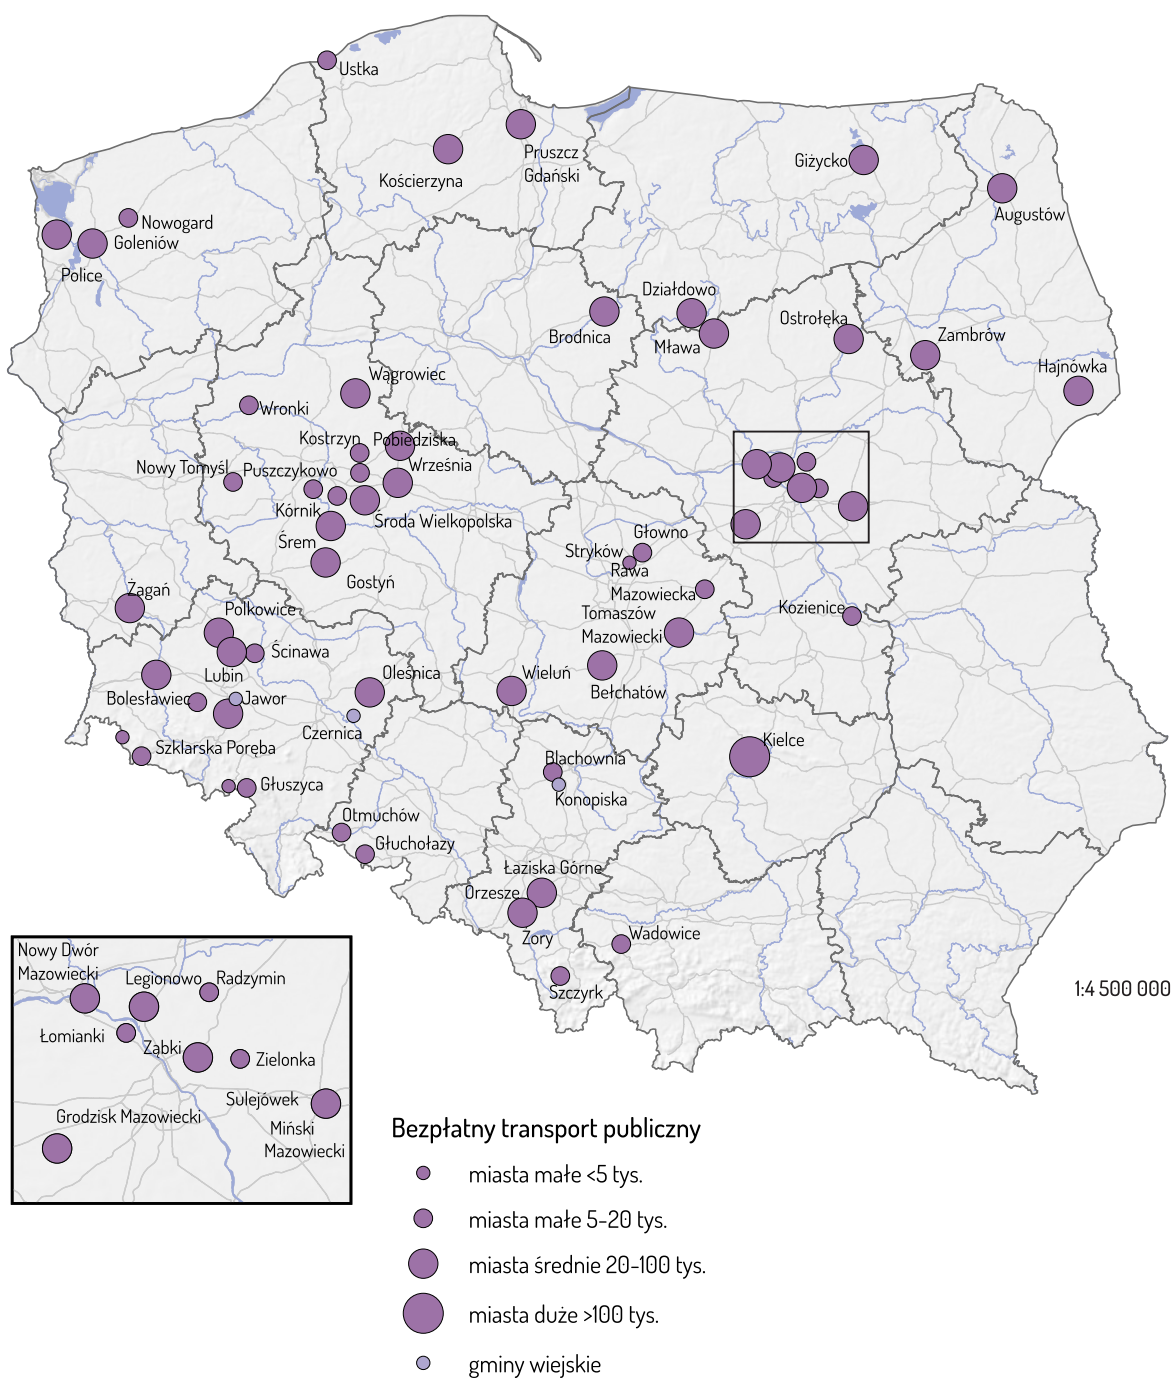 Ustka
Pruszcz
Gdański
Kościerzyna
Giżycko
Augustów
Nowogard
Goleniów
Police
Działdowo
Brodnica
Mława
Ostrołęka
Zambrów
Hajnówka
Wągrowiec
Wronki
Kostrzyn
Pobiedziska
Nowy Tomyśl
Puszczykowo
Września
Kórnik
Środa Wielkopolska
Śrem
Gostyń
Głowno
Stryków
Rawa
Mazowiecka
Tomaszów
Mazowiecki
Kozienice
Żagań
Polkowice
Ścinawa
Lubin
Oleśnica
Wieluń
Bełchatów
Bolesławiec
Jawor
Czernica
Szklarska Poręba
Kielce
Blachownia
Konopiska
Głuszyca
Otmuchów
Głuchołazy
Łaziska Górne
Orzesze
Żory
Wadowice
Szczyrk
Nowy Dwór
Mazowiecki
Legionowo
Radzymin
Łomianki
Ząbki
Zielonka
Sulejówek
Grodzisk Mazowiecki
Miński
Mazowiecki
1:4 500 000
Bezpłatny transport publiczny
miasta małe <5 tys.
miasta małe 5-20 tys.
miasta średnie 20-100 tys.
miasta duże >100 tys.
gminy wiejskie